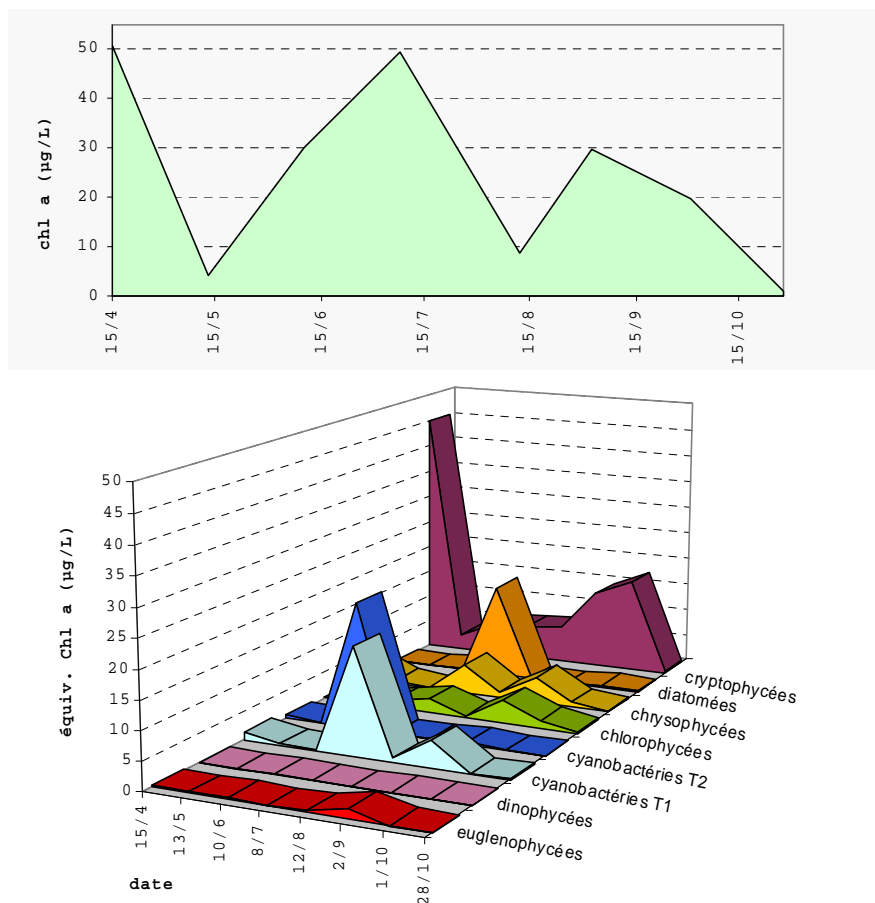 chl a (µg/L)
50
40
30
20
10
0
15/4
15/5
15/6
15/7
15/8
15/9
15/10
équiv. Chl a (µg/L)
50
45
40
35
30
25
20
15
10
5
0
15/4
13/5
10/6
8/7
12/8
2/9
1/10
28/10
date
cryptophycées
diatomées
chrysophycées
chlorophycées
cyanobactéries T2
cyanobactéries T1
dinophycées
euglenophycées